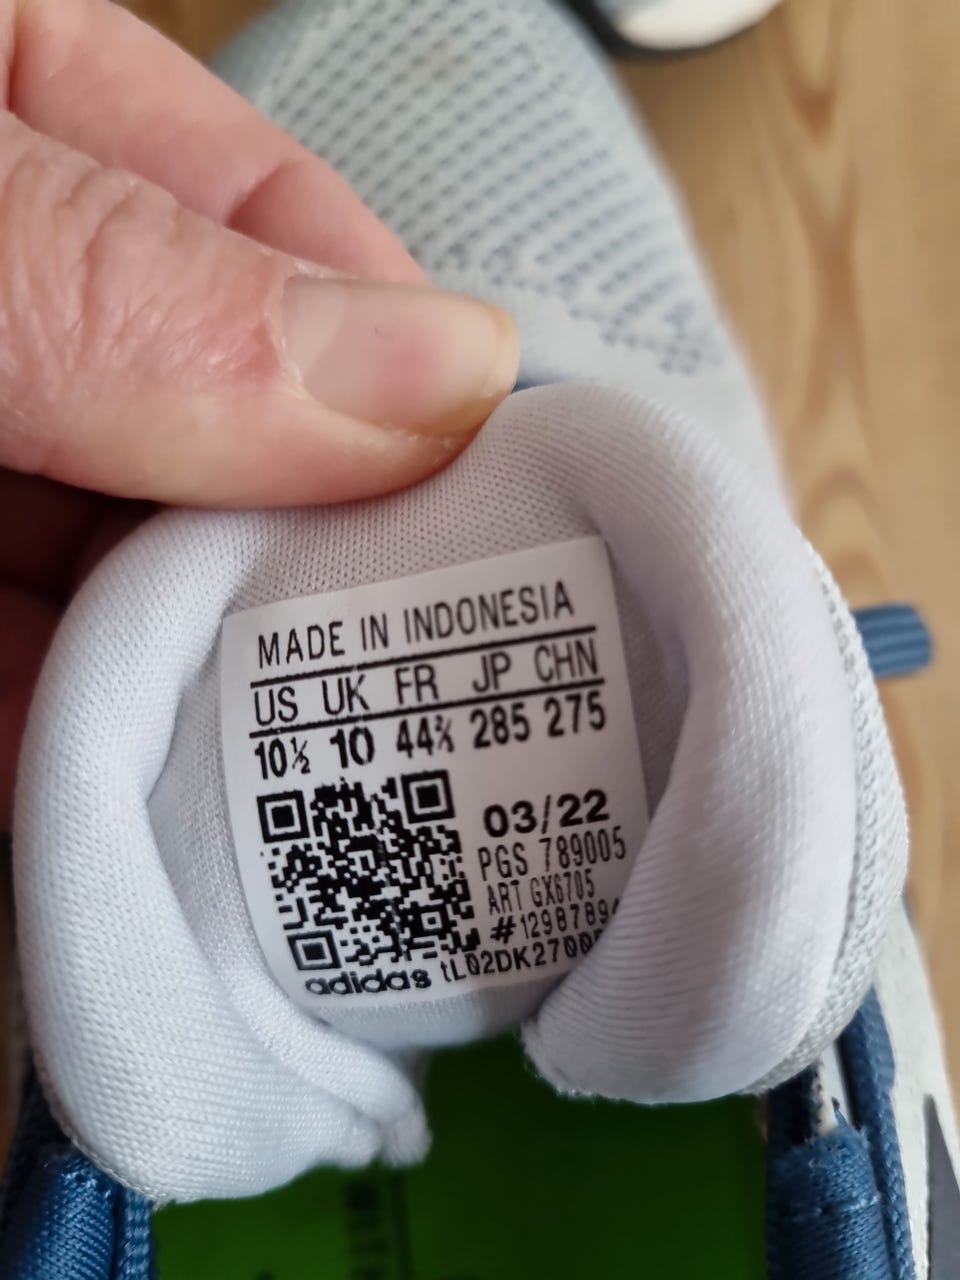 MADE IN INDONESIA
US UK FR JP CHN
10½ 10 44⅔ 285 275
03/22
PGS 789005
ART GX6705
adidas